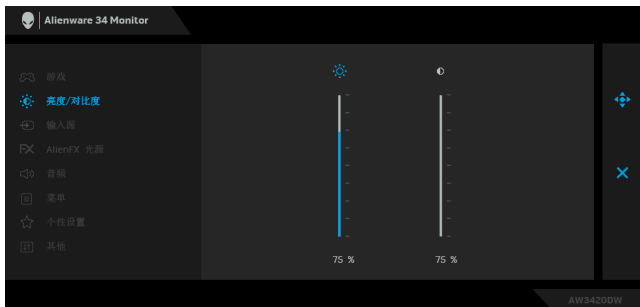 Alienware 34 Monitor
游戏
亮度/对比度
输入源
FX AlienFX 光源
音频
菜单
个性设置
其他
75 % 75 %
AW3420DW